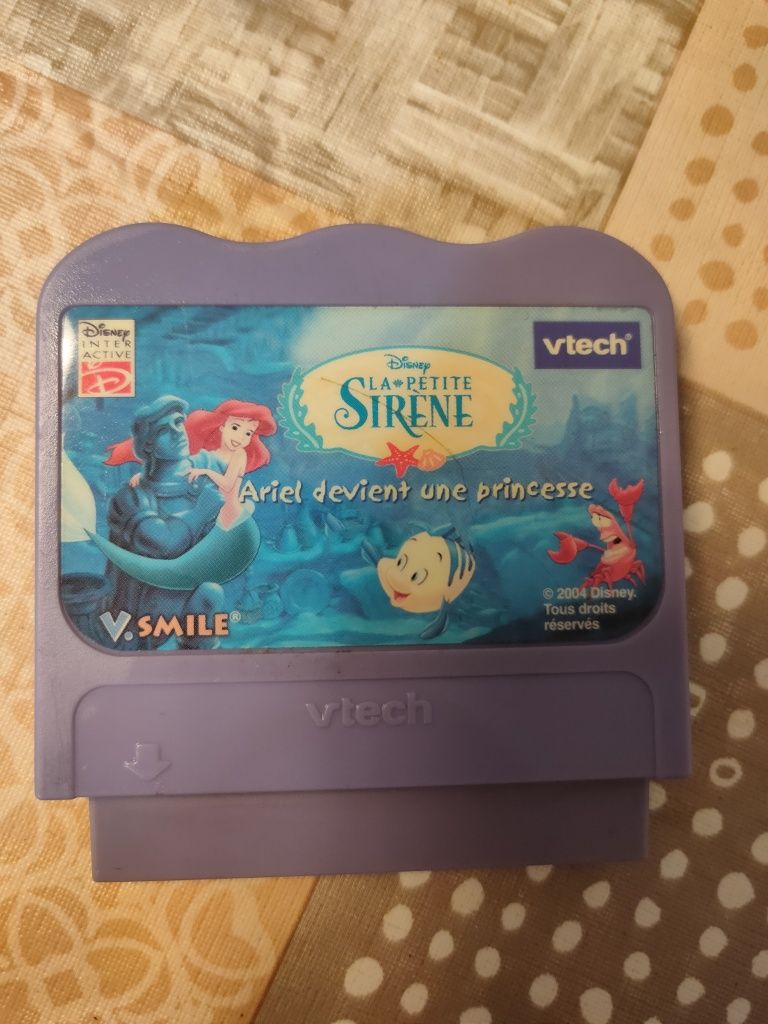 Disney
INTER
ACTIVE
vtech®
Disney
LA PETITE
SIRÈNE
Ariel devient une princesse
V.SMILE®
© 2004 Disney.
Tous droits
réservés
vtech